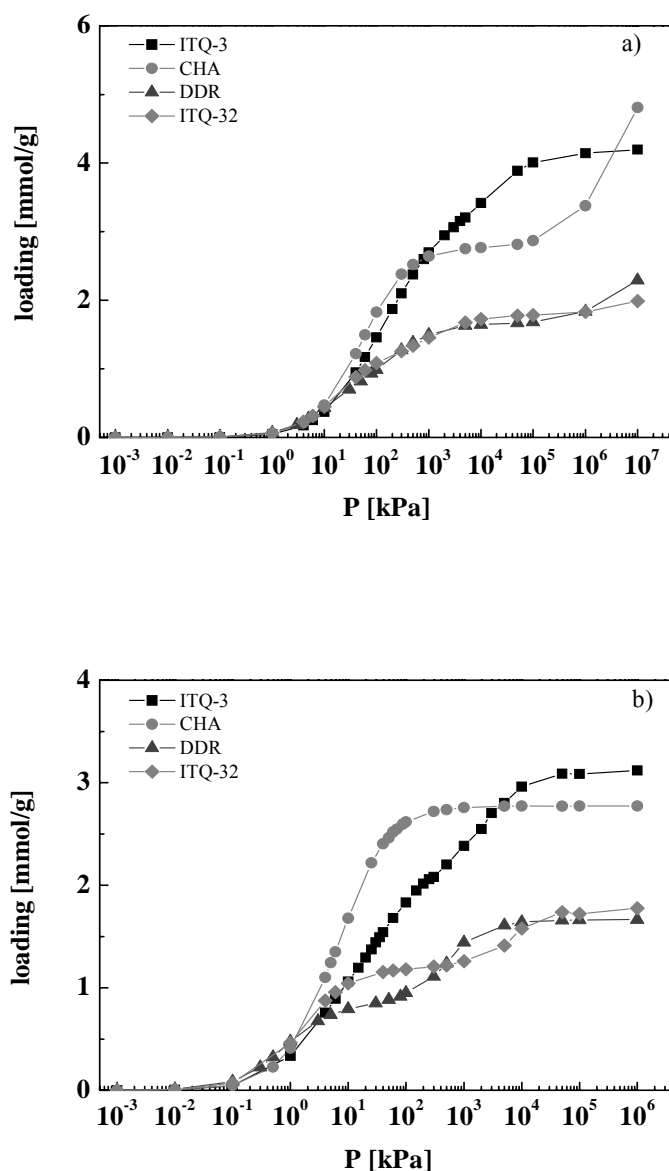 a)
ITQ-3
CHA
DDR
ITQ-32
loading [mmol/g]
6
4
2
0
10⁻³ 10⁻² 10⁻¹ 10⁰ 10¹ 10² 10³ 10⁴ 10⁵ 10⁶ 10⁷
P [kPa]
b)
ITQ-3
CHA
DDR
ITQ-32
loading [mmol/g]
4
3
2
1
0
10⁻³ 10⁻² 10⁻¹ 10⁰ 10¹ 10² 10³ 10⁴ 10⁵ 10⁶
P [kPa]